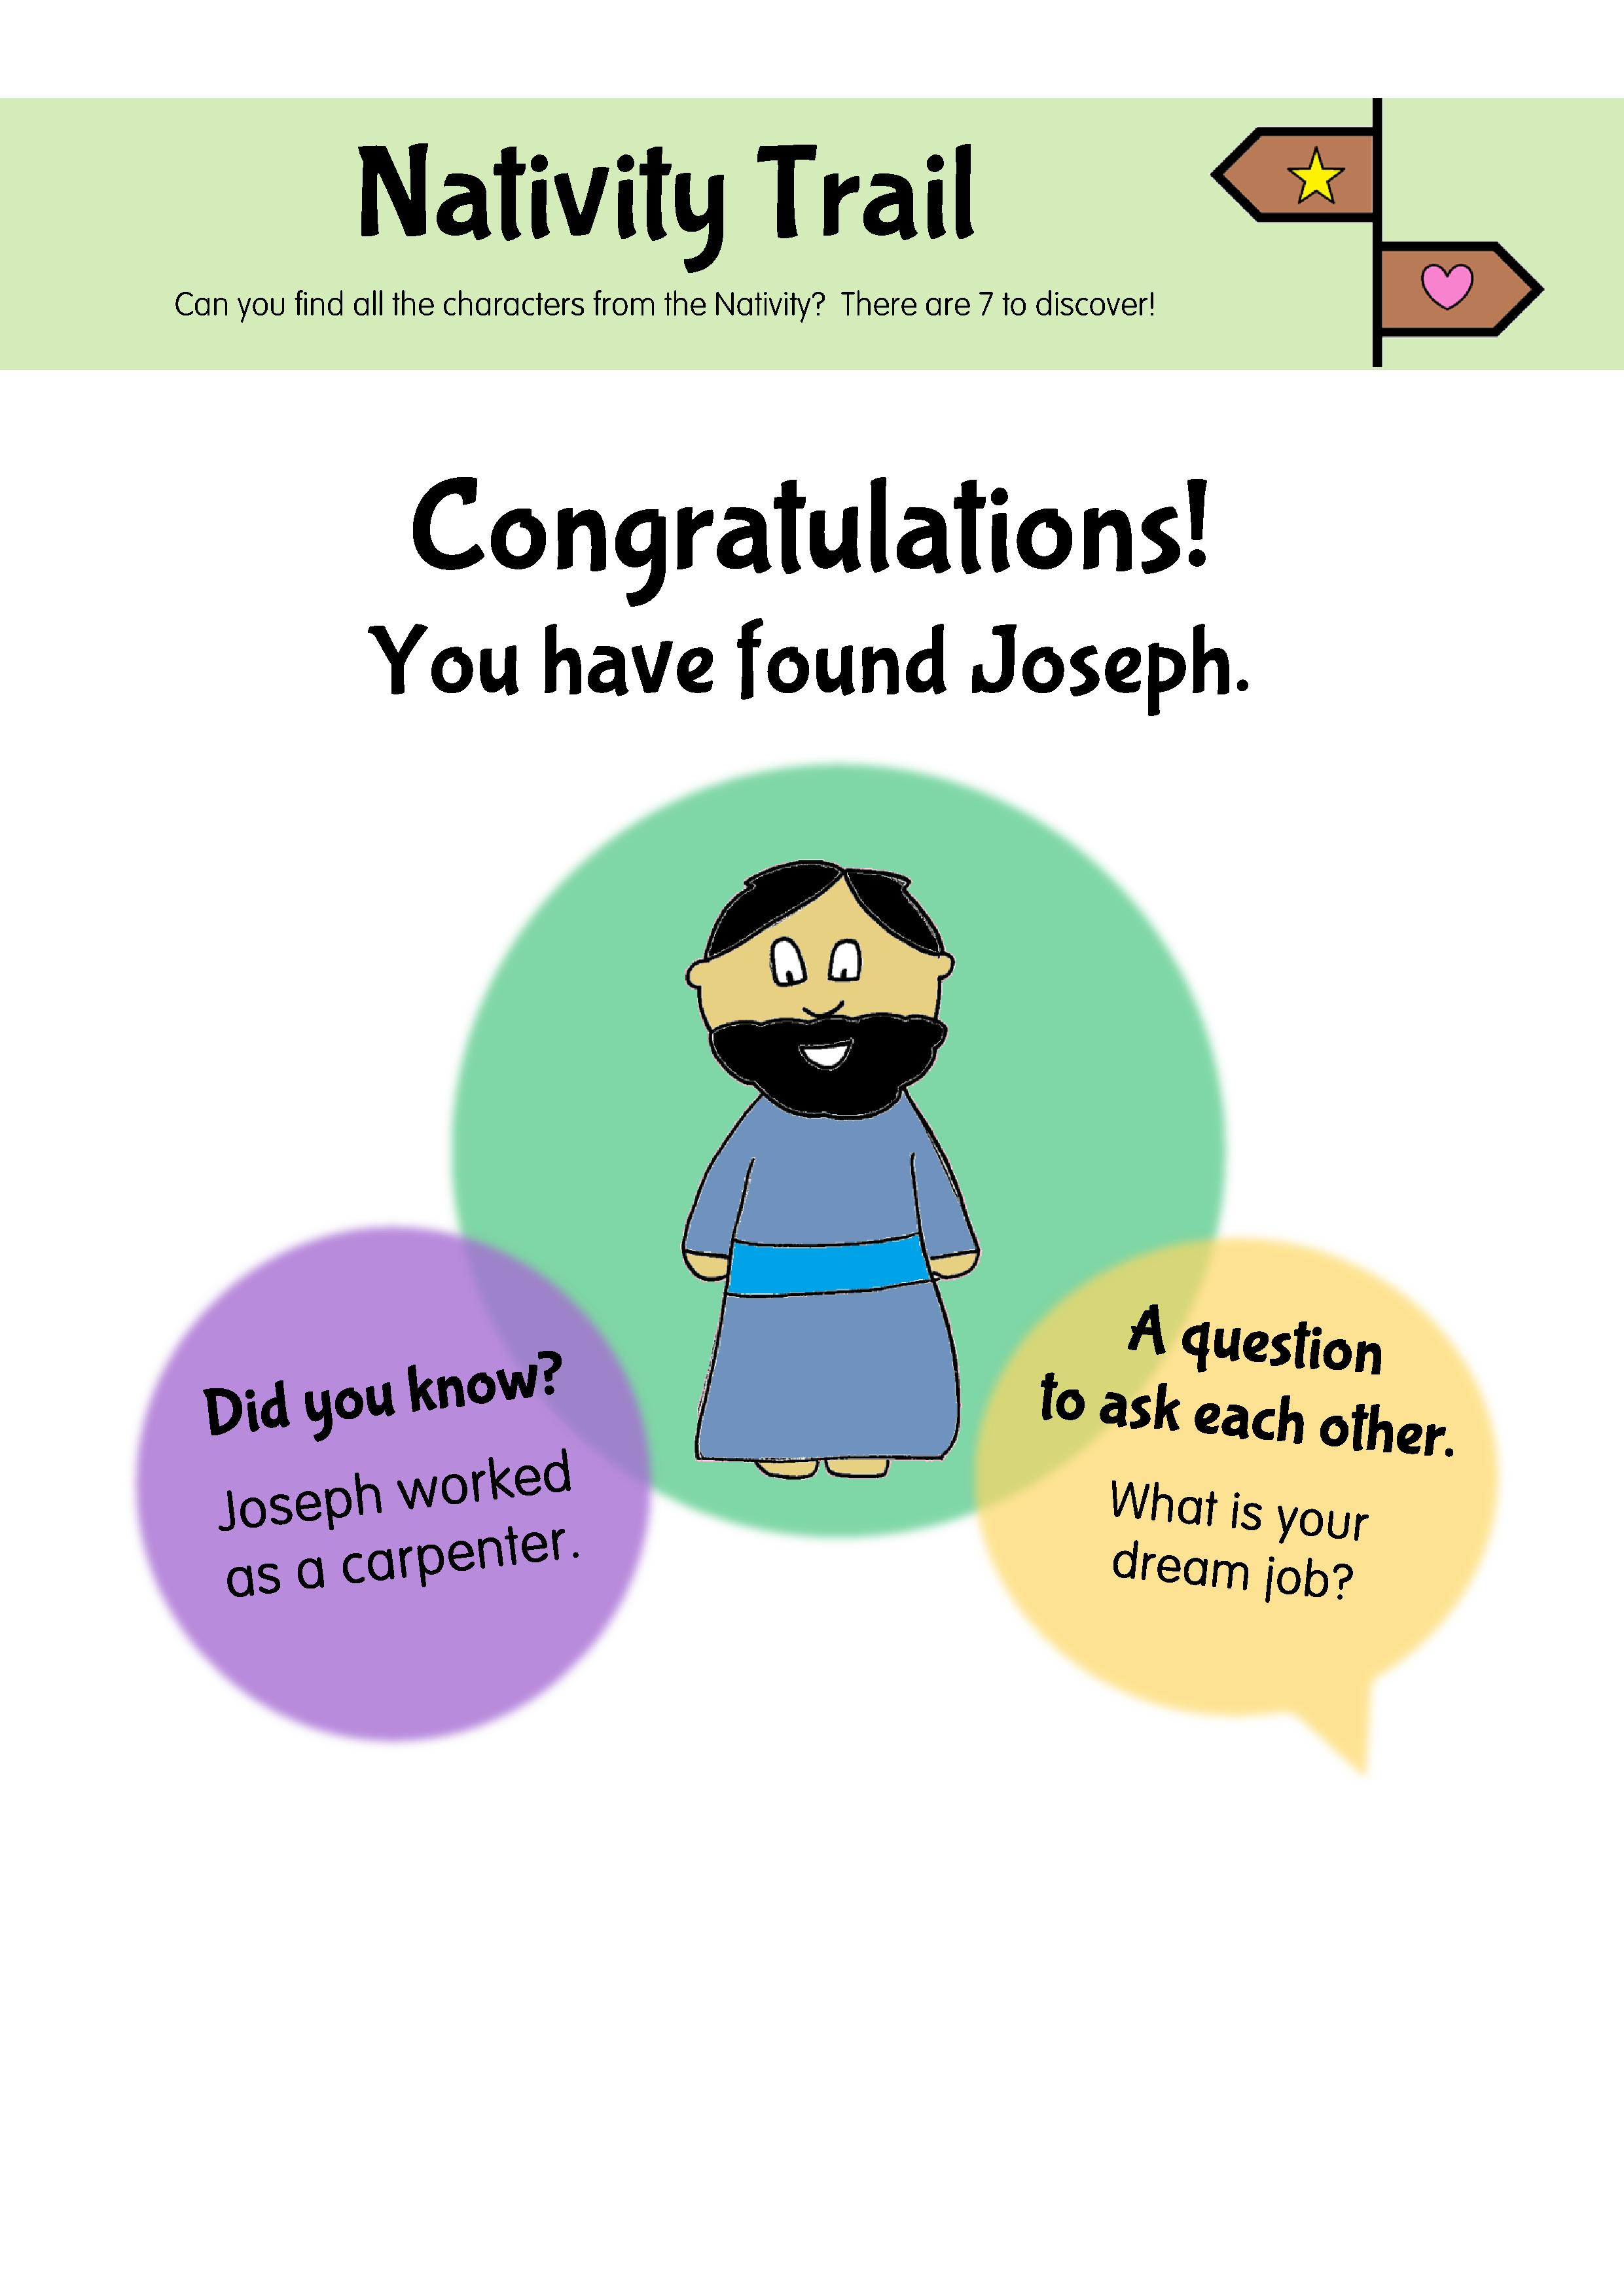 Nativity Trail
Can you find all the characters from the Nativity?  There are 7 to discover!
Congratulations!
You have found Joseph.
Did you know?
Joseph worked
as a carpenter.
A question
to ask each other.
What is your
dream job?